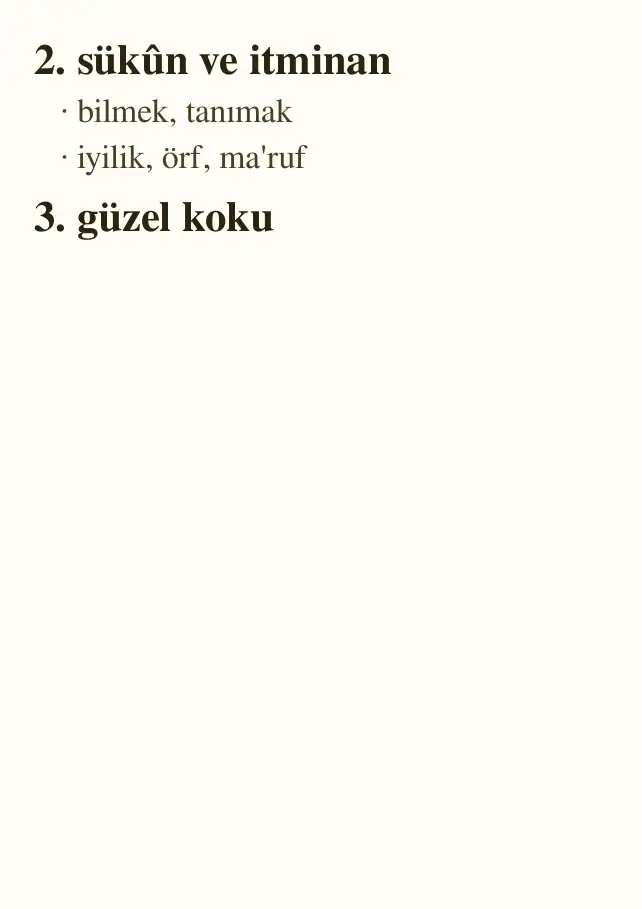 2. sükûn ve itminan
· bilmek, tanımak
· iyilik, örf, ma'ruf
3. güzel koku